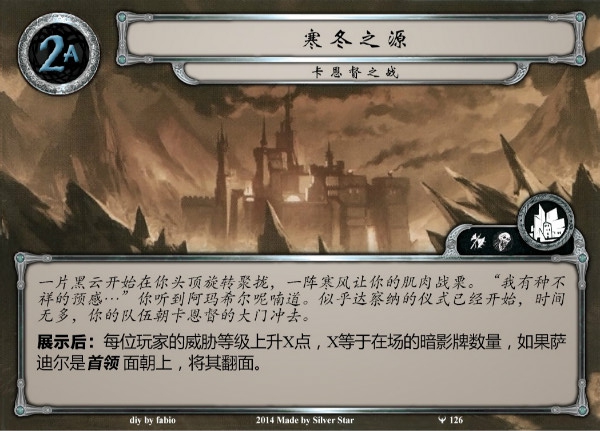 2A
寒冬之源
卡恩督之战
一片黑云开始在你头顶旋转聚拢，一阵寒风让你的肌肉战粟。“我有种不
祥的预感…”你听到阿玛希尔呢喃道。似乎达察纳的仪式已经开始，时间
无多，你的队伍朝卡恩督的大门冲去。
展示后：每位玩家的威胁等级上升X点，X等于在场的暗影牌数量，如果萨
迪尔是首领 面朝上，将其翻面。
diy by fabio 2014 Made by Silver Star 126